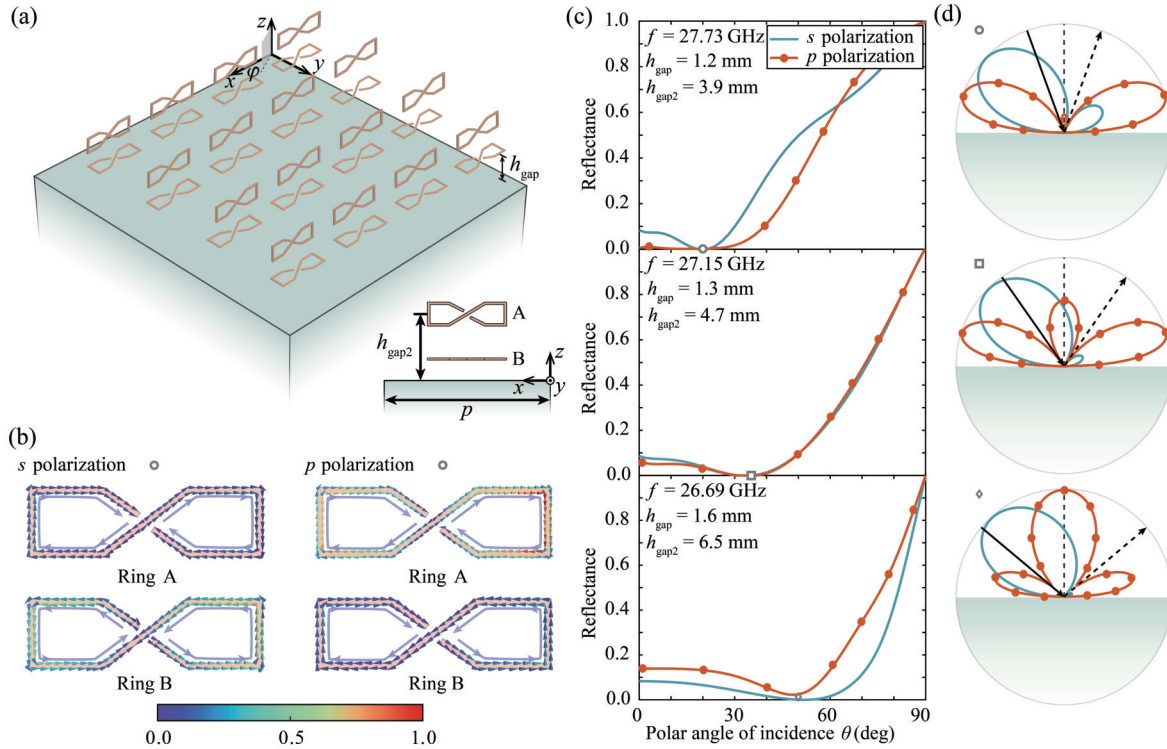 (a)
z
x
φ
y
h_gap
A
h_gap2
B
z
x
y
p
(b)
s polarization
p polarization
Ring A
Ring A
Ring B
Ring B
0.0 0.5 1.0
(c)
1.0
f = 27.73 GHz
h_gap = 1.2 mm
h_gap2 = 3.9 mm
s polarization
p polarization
0.8
0.6
0.4
0.2
0.0
Reflectance
f = 27.15 GHz
h_gap = 1.3 mm
h_gap2 = 4.7 mm
0.8
0.6
0.4
0.2
0.0
Reflectance
f = 26.69 GHz
h_gap = 1.6 mm
h_gap2 = 6.5 mm
0.8
0.6
0.4
0.2
0.0
Reflectance
0 30 60 90
Polar angle of incidence θ (deg)
(d)